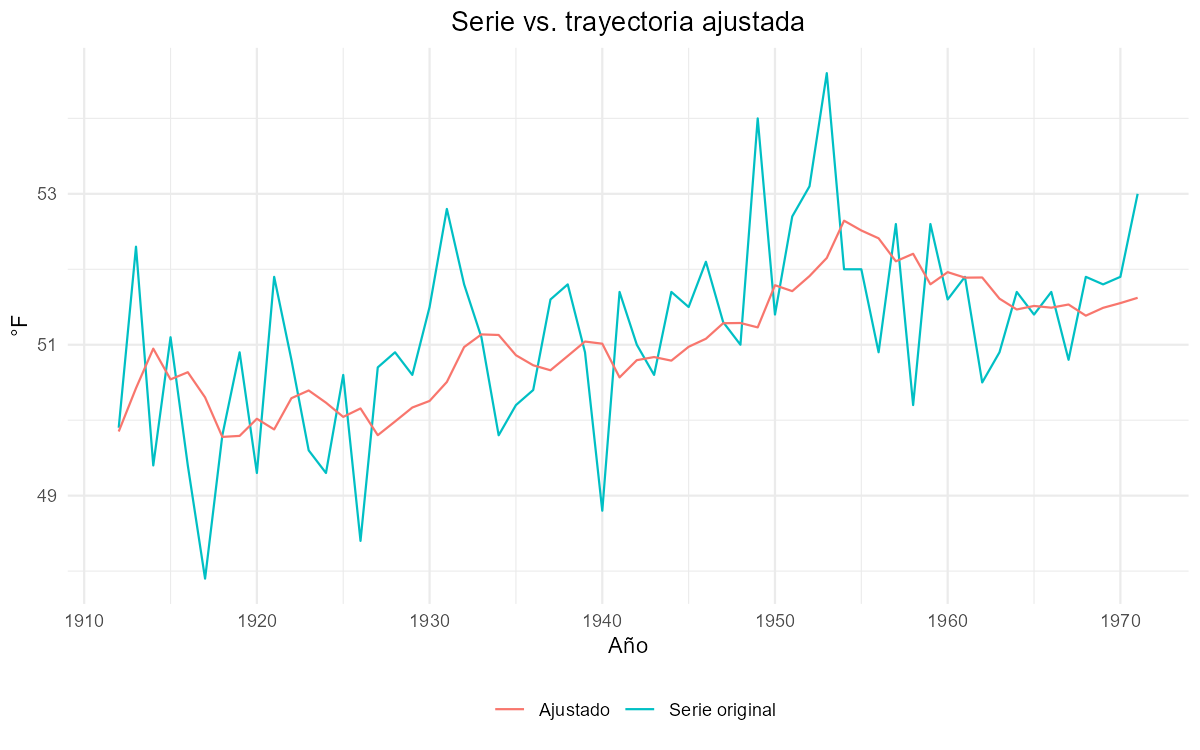 Serie vs. trayectoria ajustada
°F
53
51
49
1910 1920 1930 1940 1950 1960 1970
Año
Ajustado Serie original